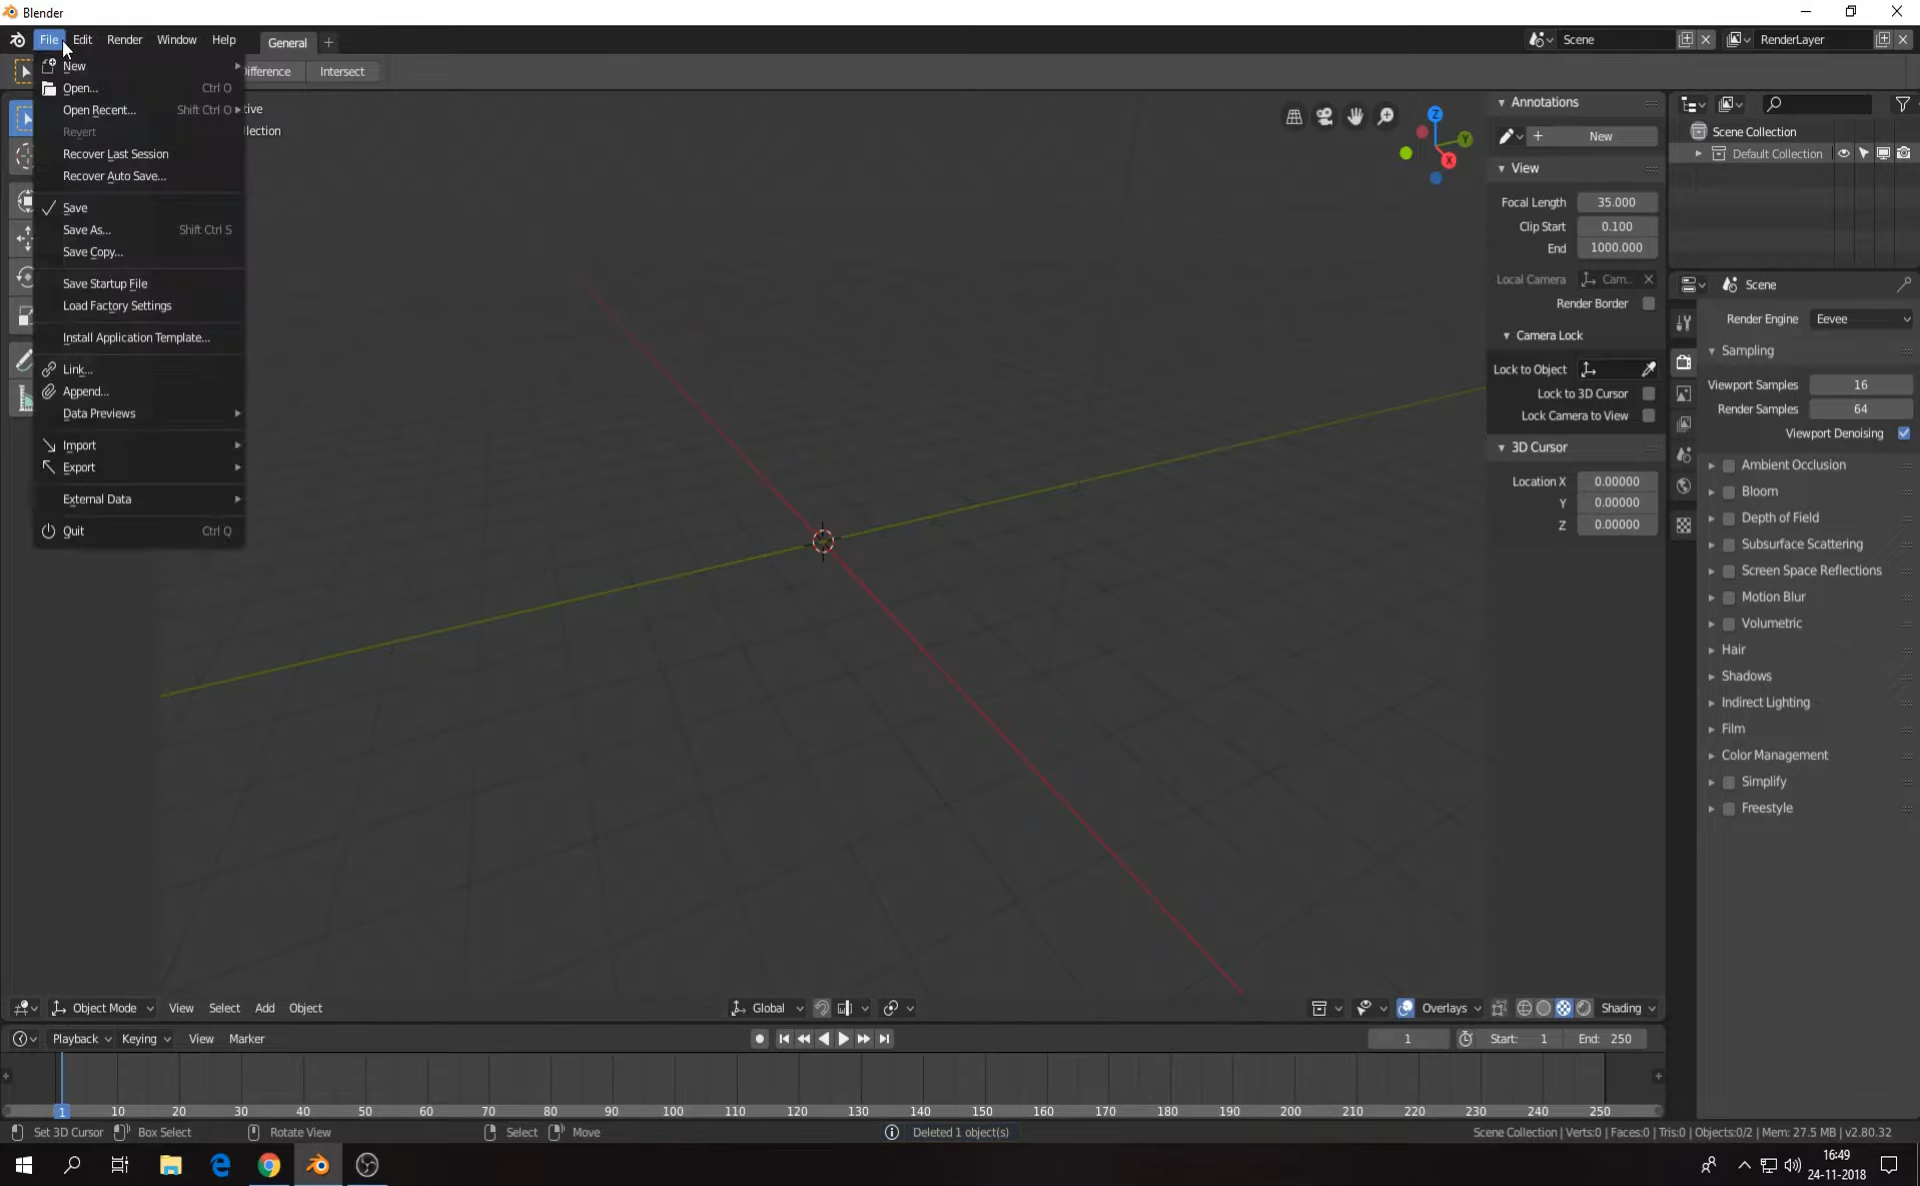 Blender
File Edit Render Window Help General + Scene RenderLayer
New ifference Intersect
Open... Ctrl O
Open Recent... Shift Ctrl O tive
Revert llection
Recover Last Session
Recover Auto Save...
Save
Save As... Shift Ctrl S
Save Copy...
Save Startup File
Load Factory Settings
Install Application Template...
Link...
Append...
Data Previews
Import
Export
External Data
Quit Ctrl Q
Z
Y
X
Annotations
+ New
View
Focal Length 35.000
Clip Start 0.100
End 1000.000
Local Camera Cam..
Render Border
Camera Lock
Lock to Object
Lock to 3D Cursor
Lock Camera to View
3D Cursor
Location X 0.00000
Y 0.00000
Z 0.00000
Scene Collection
Default Collection
Scene
Render Engine Eevee
Sampling
Viewport Samples 16
Render Samples 64
Viewport Denoising
Ambient Occlusion
Bloom
Depth of Field
Subsurface Scattering
Screen Space Reflections
Motion Blur
Volumetric
Hair
Shadows
Indirect Lighting
Film
Color Management
Simplify
Freestyle
Object Mode View Select Add Object Global Overlays Shading
Playback Keying View Marker 1 Start: 1 End: 250
1 10 20 30 40 50 60 70 80 90 100 110 120 130 140 150 160 170 180 190 200 210 220 230 240 250
Set 3D Cursor Box Select Rotate View Select Move Deleted 1 object(s) Scene Collection | Verts:0 | Faces:0 | Tris:0 | Objects:0/2 | Mem: 27.5 MB | v2.80.32
16:49
24-11-2018